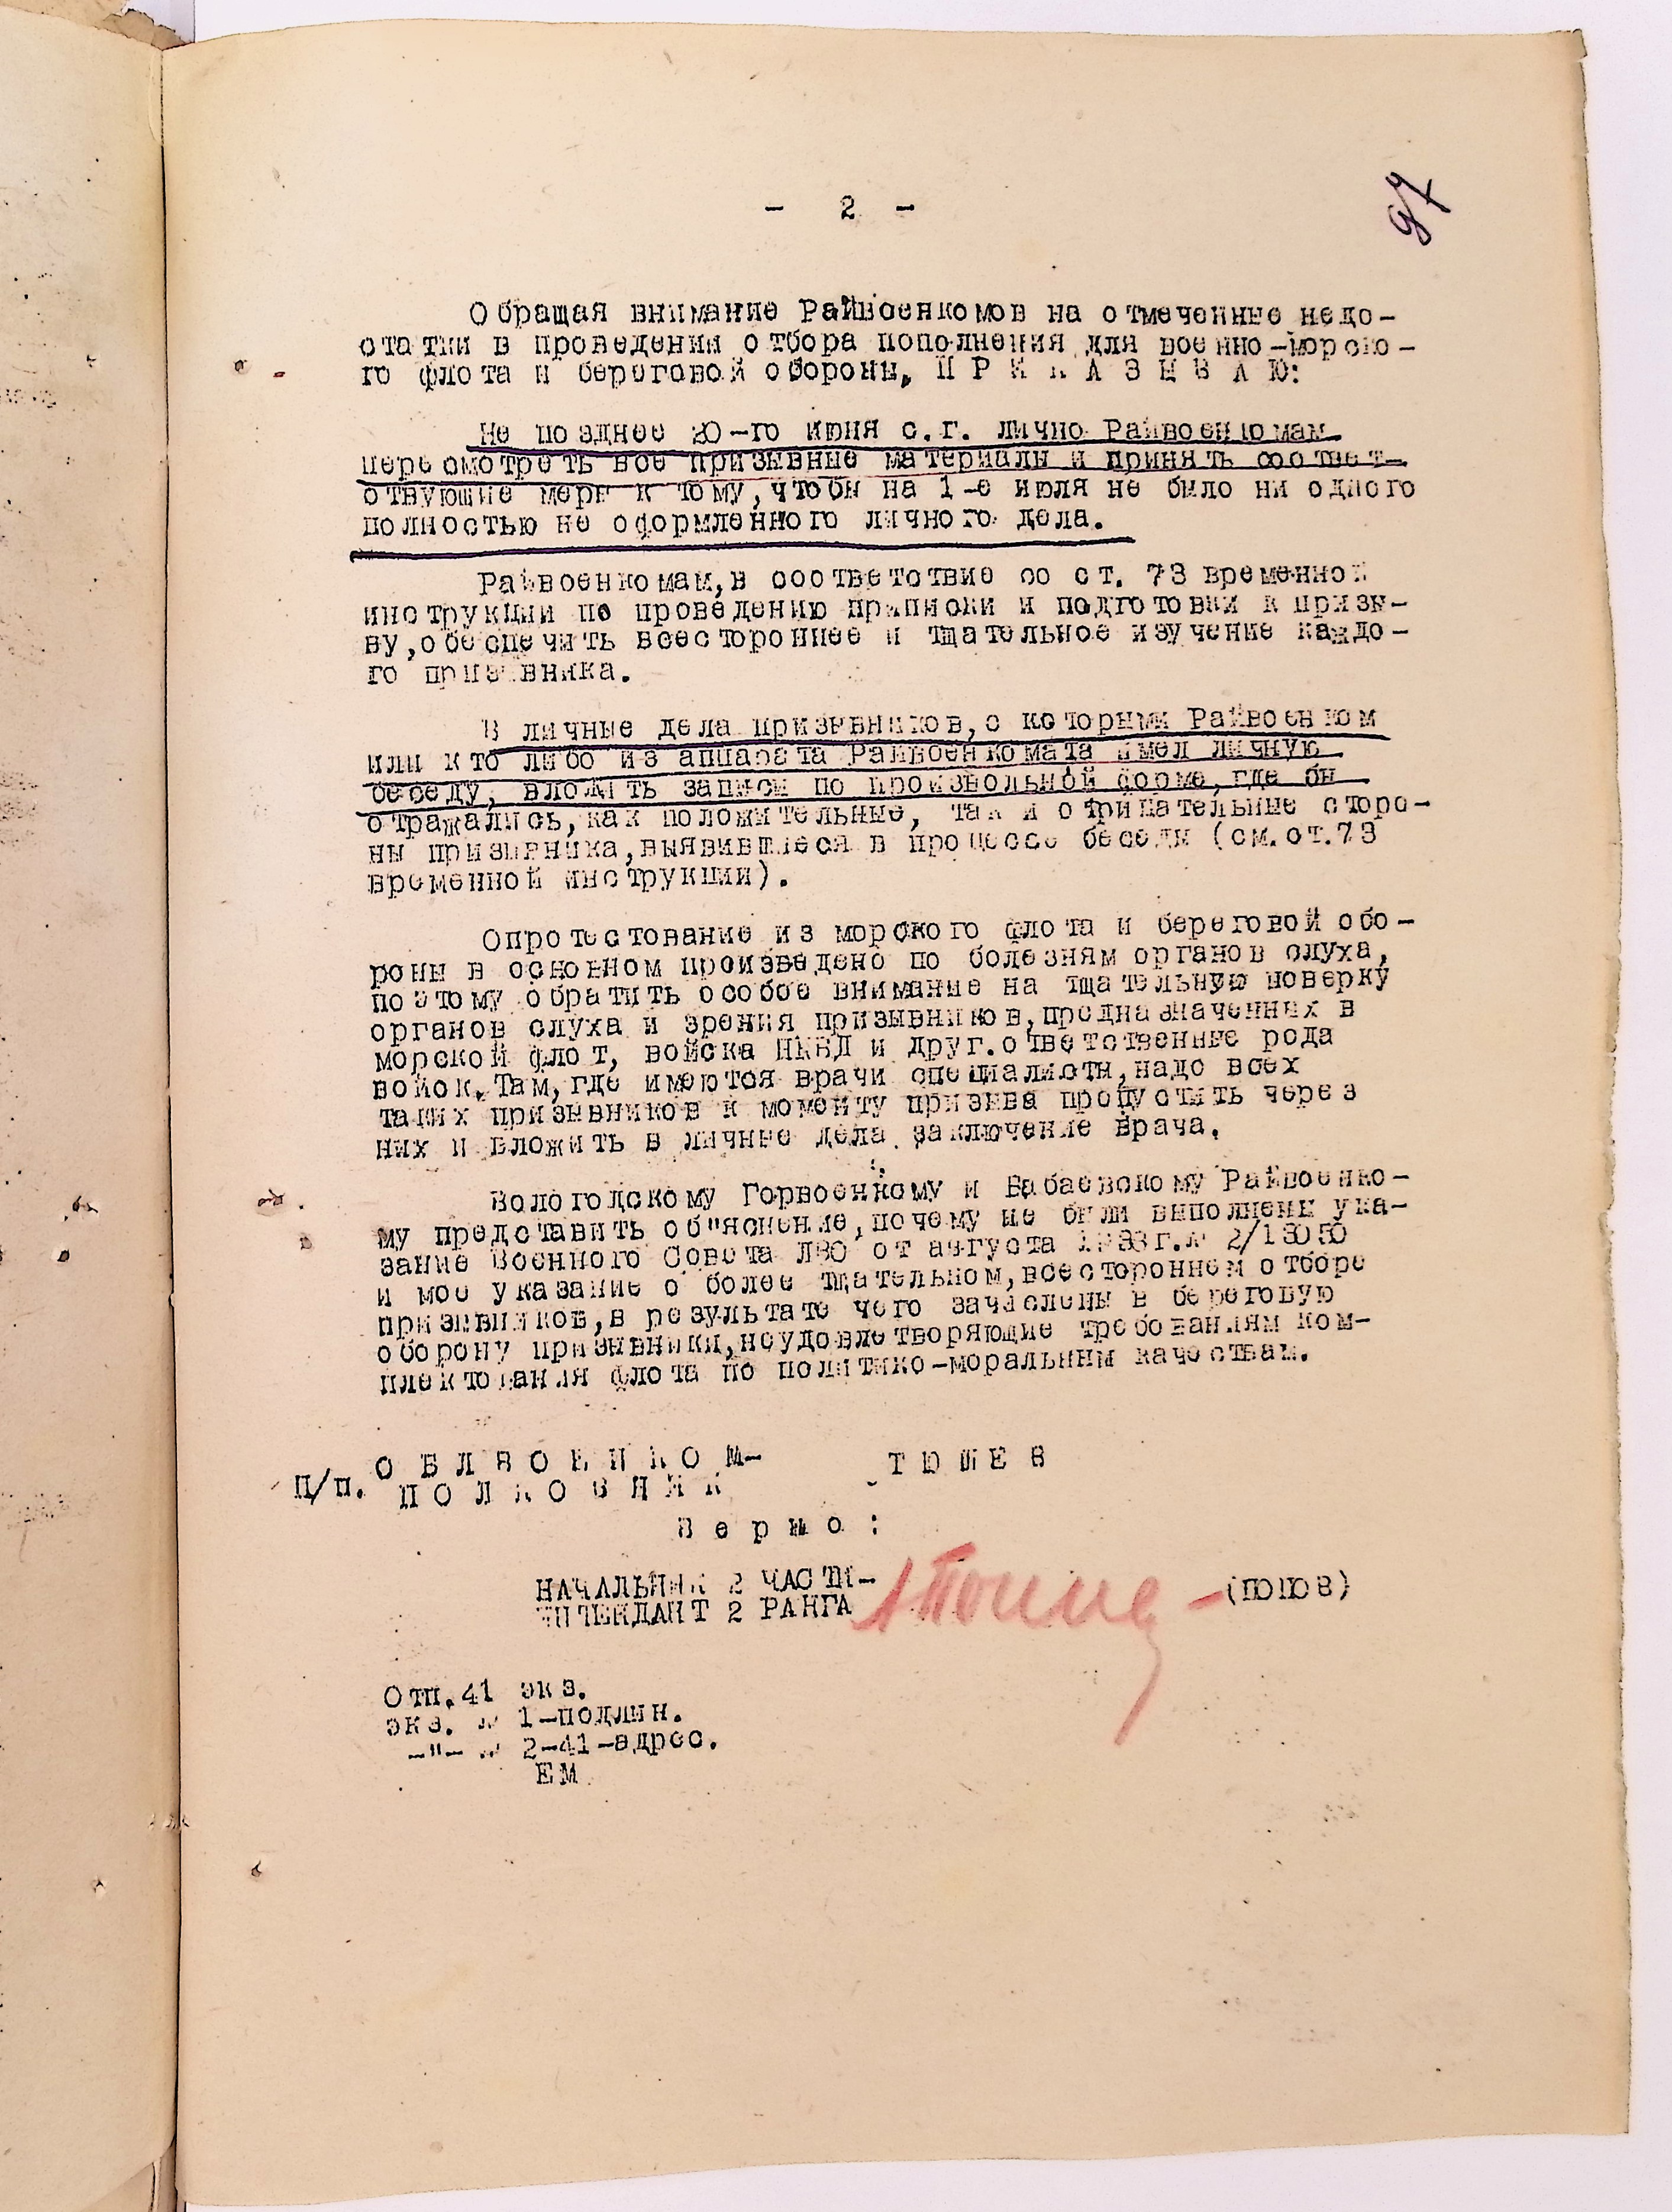 - 2 -
97
Обращая внимание Райвоенкомов на отмеченные недо-
статки в проведении отбора пополнения для военно-морско-
го флота и береговой обороны, П Р И К А З Ы В А Ю:
Не позднее 20-го июня с.г. лично Райвоенкомам
пересмотреть все призывные материалы и принять соответ-
ствующие меры к тому, чтобы на 1-е июля не было ни одного
полностью не оформленного личного дела.
Райвоенкомам, в соответствие со ст. 73 временной
инструкции по проведению приписки и подготовки к призы-
ву, обеспечить всестороннее и тщательное изучение каждо-
го призывника.
В личные дела призывников, с которыми Райвоенком
или кто либо из аппарата Райвоенкомата имел личную
беседу, вложить записи по произвольной форме, где бы
отражались, как положительные, так и отрицательные сторо-
ны призывника, выявившиеся в процессе беседы (см.ст.73
временной инструкции).
Опротестование из морского флота и береговой обо-
роны в основном произведено по болезням органов слуха,
поэтому обратить особое внимание на тщательную поверку
органов слуха и зрения призывников, предназначенных в
морской флот, войска НКВД и друг.ответственные рода
войск. Там, где имеются врачи специалисты, надо всех
таких призывников к моменту призыва пропустить через
них и вложить в личные дела заключение врача.
Вологодскому Горвоенкому и Бабаевскому Райвоенко-
му представить об"яснение, почему не были выполнены ука-
зание Военного Совета ЛВО от августа 1938г.№ 2/13050
и мое указание о более тщательном, всестороннем отборе
призывников, в результате чего зачислены в береговую
оборону призывники, неудовлетворяющие требованиям ком-
плектования флота по политико-моральным качествам.
О Б Л В О Е Н К О М- Т Ю Ш Е В
П/п. П О Л К О В Н И К
В е р н о :
НАЧАЛЬНИК 2 ЧАСТИ-
ИНТЕНДАНТ 2 РАНГА (ПОПОВ)
Отп.41 экз.
экз. № 1-подлин.
-"- № 2-41-адрес.
ЕМ